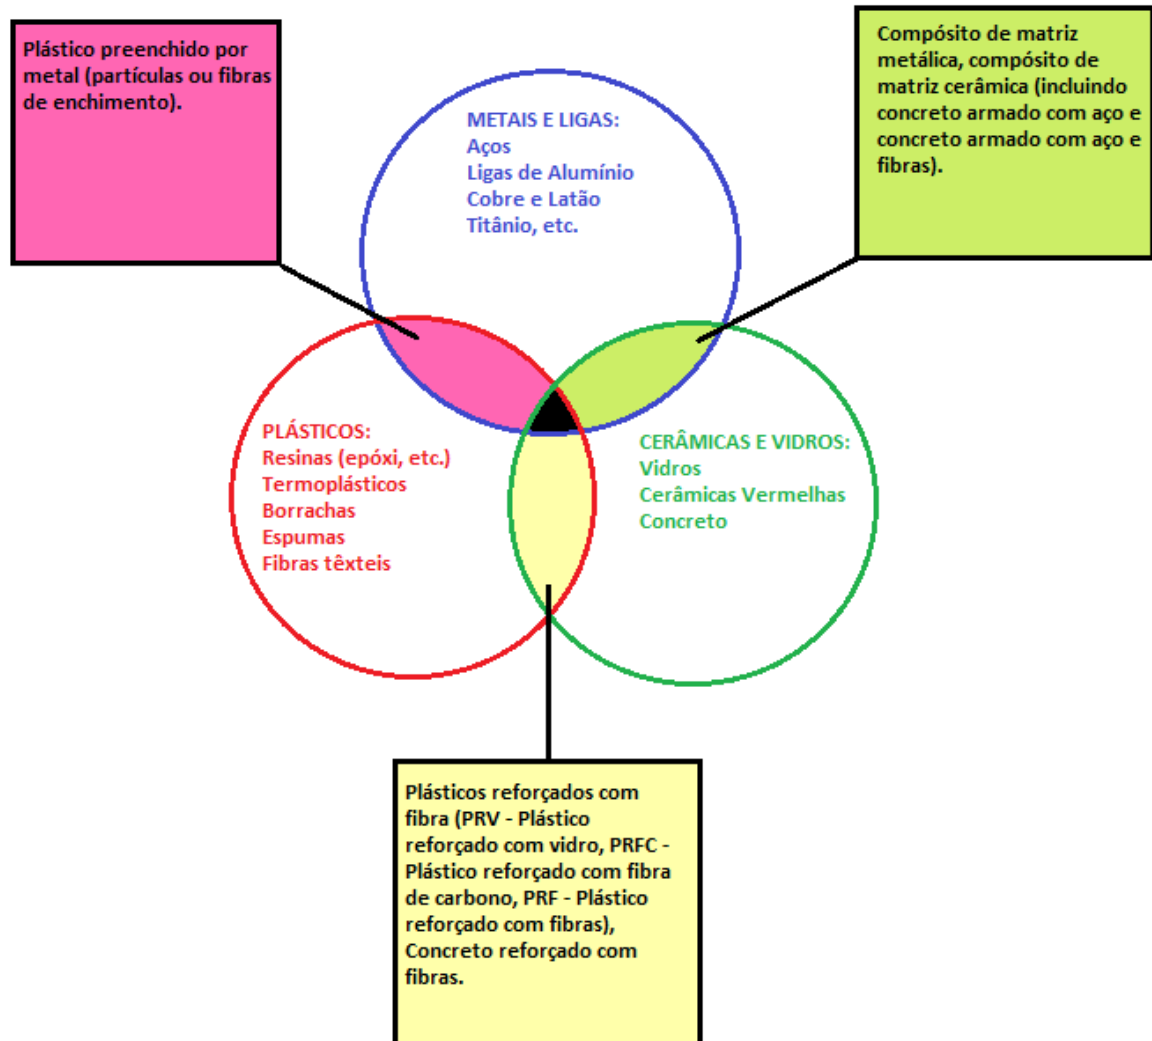 Plástico preenchido por
metal (partículas ou fibras
de enchimento).
Compósito de matriz
metálica, compósito de
matriz cerâmica (incluindo
concreto armado com aço e
concreto armado com aço e
fibras).
METAIS E LIGAS:
Aços
Ligas de Alumínio
Cobre e Latão
Titânio, etc.
PLÁSTICOS:
Resinas (epóxi, etc.)
Termoplásticos
Borrachas
Espumas
Fibras têxteis
CERÂMICAS E VIDROS:
Vidros
Cerâmicas Vermelhas
Concreto
Plásticos reforçados com
fibra (PRV - Plástico
reforçado com vidro, PRFC -
Plástico reforçado com fibra
de carbono, PRF - Plástico
reforçado com fibras),
Concreto reforçado com
fibras.